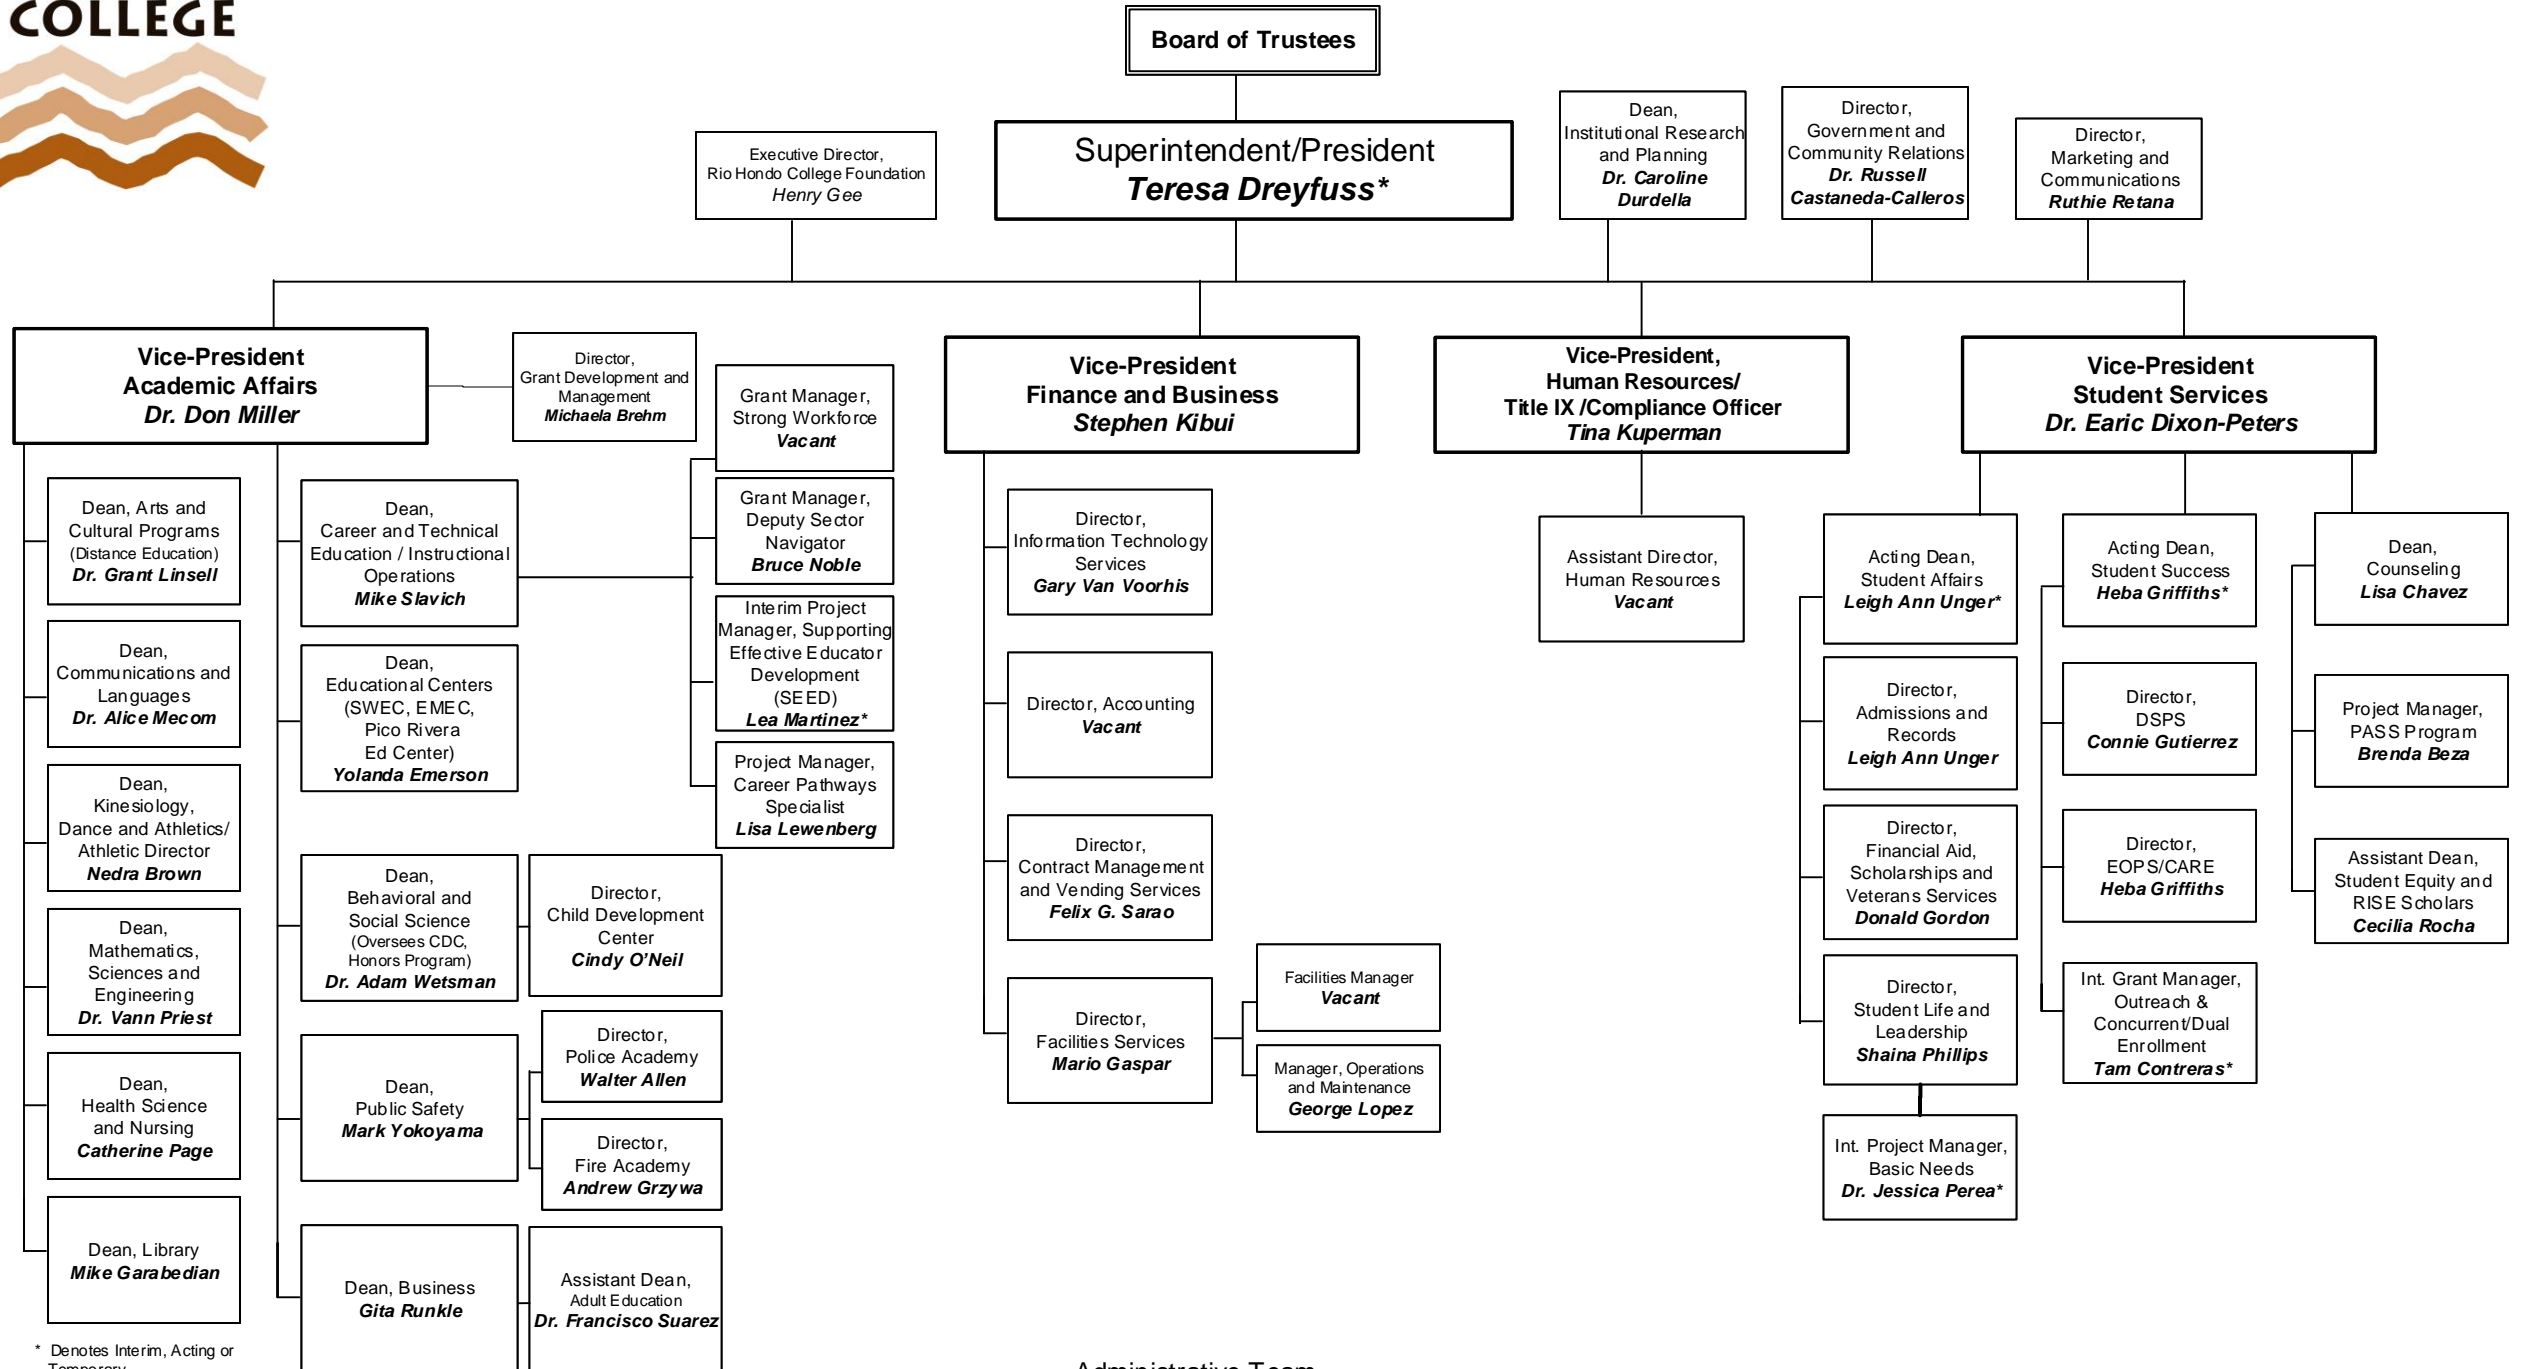 COLLEGE
Board of Trustees
Superintendent/President
Teresa Dreyfuss*
Executive Director,
Rio Hondo College Foundation
Henry Gee
Dean,
Institutional Research
and Planning
Dr. Caroline
Durdella
Director,
Government and
Community Relations
Dr. Russell
Castaneda-Calleros
Director,
Marketing and
Communications
Ruthie Retana
Vice-President
Academic Affairs
Dr. Don Miller
Director,
Grant Development and
Management
Michaela Brehm
Dean, Arts and
Cultural Programs
(Distance Education)
Dr. Grant Linsell
Dean,
Communications and
Languages
Dr. Alice Mecom
Dean,
Kinesiology,
Dance and Athletics/
Athletic Director
Nedra Brown
Dean,
Mathematics,
Sciences and
Engineering
Dr. Vann Priest
Dean,
Health Science
and Nursing
Catherine Page
Dean, Library
Mike Garabedian
Dean,
Career and Technical
Education / Instructional
Operations
Mike Slavich
Grant Manager,
Strong Workforce
Vacant
Grant Manager,
Deputy Sector
Navigator
Bruce Noble
Interim Project
Manager, Supporting
Effective Educator
Development
(SEED)
Lea Martinez*
Project Manager,
Career Pathways
Specialist
Lisa Lewenberg
Dean,
Educational Centers
(SWEC, EMEC,
Pico Rivera
Ed Center)
Yolanda Emerson
Dean,
Behavioral and
Social Science
(Oversees CDC,
Honors Program)
Dr. Adam Wetsman
Director,
Child Development
Center
Cindy O'Neil
Dean,
Public Safety
Mark Yokoyama
Director,
Police Academy
Walter Allen
Director,
Fire Academy
Andrew Grzywa
Dean, Business
Gita Runkle
Assistant Dean,
Adult Education
Dr. Francisco Suarez
Vice-President
Finance and Business
Stephen Kibui
Director,
Information Technology
Services
Gary Van Voorhis
Director, Accounting
Vacant
Director,
Contract Management
and Vending Services
Felix G. Sarao
Director,
Facilities Services
Mario Gaspar
Facilities Manager
Vacant
Manager, Operations
and Maintenance
George Lopez
Vice-President,
Human Resources/
Title IX /Compliance Officer
Tina Kuperman
Assistant Director,
Human Resources
Vacant
Vice-President
Student Services
Dr. Earic Dixon-Peters
Acting Dean,
Student Affairs
Leigh Ann Unger*
Director,
Admissions and
Records
Leigh Ann Unger
Director,
Financial Aid,
Scholarships and
Veterans Services
Donald Gordon
Director,
Student Life and
Leadership
Shaina Phillips
Int. Project Manager,
Basic Needs
Dr. Jessica Perea*
Acting Dean,
Student Success
Heba Griffiths*
Director,
DSPS
Connie Gutierrez
Director,
EOPS/CARE
Heba Griffiths
Int. Grant Manager,
Outreach &
Concurrent/Dual
Enrollment
Tam Contreras*
Dean,
Counseling
Lisa Chavez
Project Manager,
PASS Program
Brenda Beza
Assistant Dean,
Student Equity and
RISE Scholars
Cecilia Rocha
* Denotes Interim, Acting or
Temporary
Administrative Team